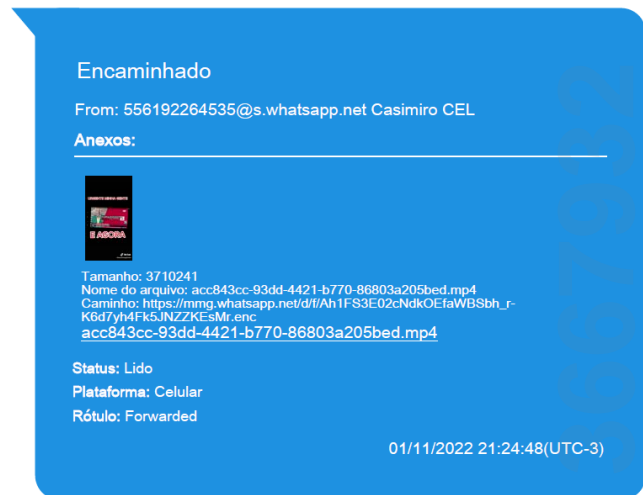 Encaminhado
From: 556192264535@s.whatsapp.net Casimiro CEL
Anexos:
E AGORA
Tamanho: 3710241
Nome do arquivo: acc843cc-93dd-4421-b770-86803a205bed.mp4
Caminho: https://mmg.whatsapp.net/d/f/Ah1FS3E02cNdkOEfaWBSbh_r-
K6d7yh4Fk5JNZZKEsMr.enc
acc843cc-93dd-4421-b770-86803a205bed.mp4
Status: Lido
Plataforma: Celular
Rótulo: Forwarded
01/11/2022 21:24:48(UTC-3)
3667932